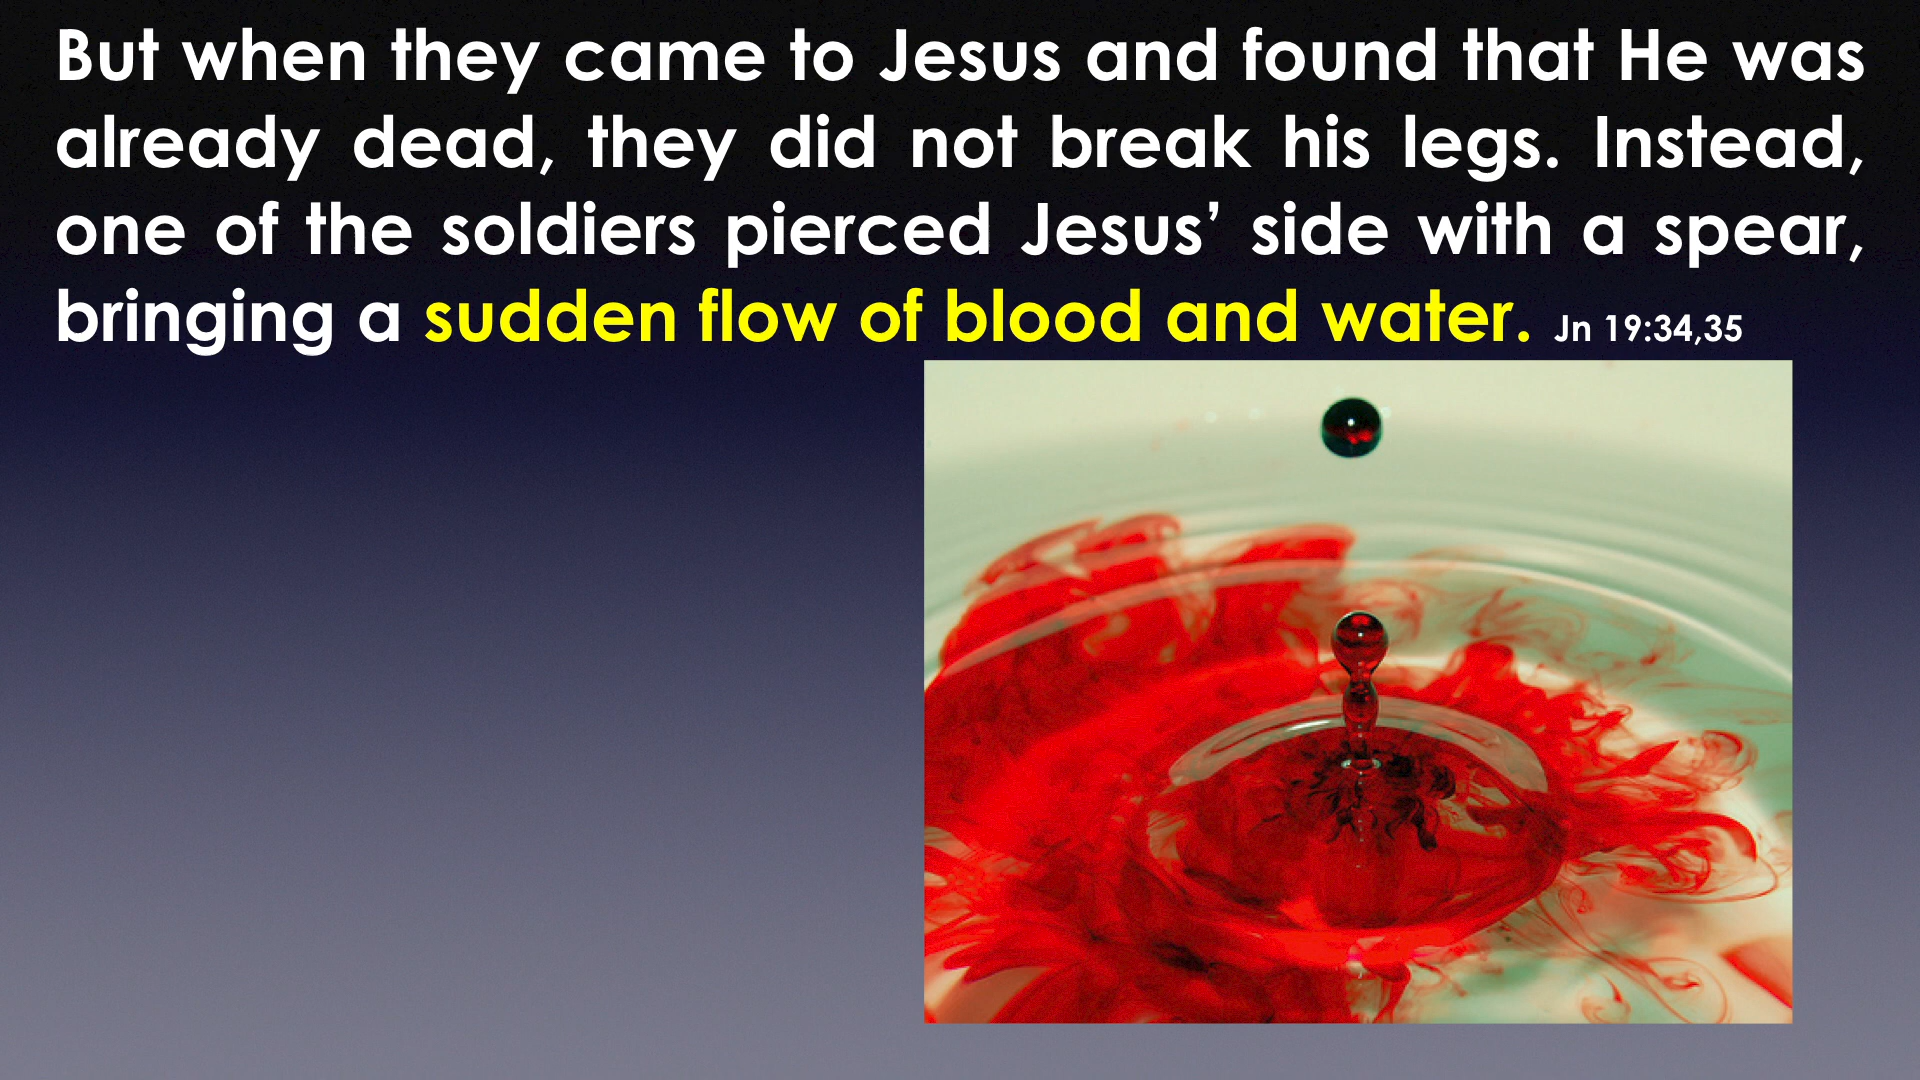 But when they came to Jesus and found that He was
already dead, they did not break his legs. Instead,
one of the soldiers pierced Jesus’ side with a spear,
bringing a sudden flow of blood and water. Jn 19:34,35